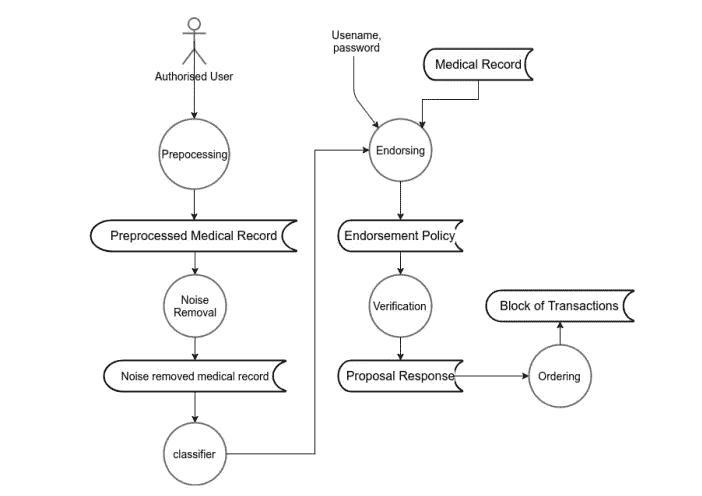 Authorised User
Prepocessing
Preprocessed Medical Record
Noise
Removal
Noise removed medical record
classifier
Usename,
password
Medical Record
Endorsing
Endorsement Policy
Verification
Proposal Response
Ordering
Block of Transactions